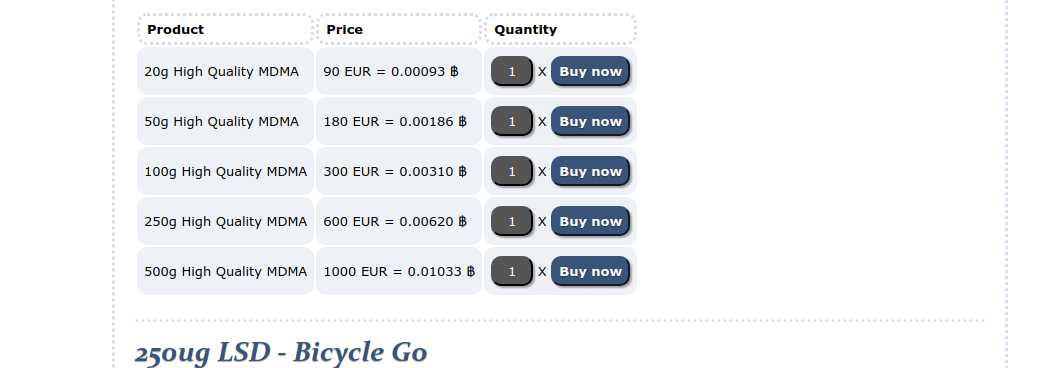 Product Price Quantity
20g High Quality MDMA 90 EUR = 0.00093 ฿ 1 X Buy now
50g High Quality MDMA 180 EUR = 0.00186 ฿ 1 X Buy now
100g High Quality MDMA 300 EUR = 0.00310 ฿ 1 X Buy now
250g High Quality MDMA 600 EUR = 0.00620 ฿ 1 X Buy now
500g High Quality MDMA 1000 EUR = 0.01033 ฿ 1 X Buy now
250ug LSD - Bicycle Go